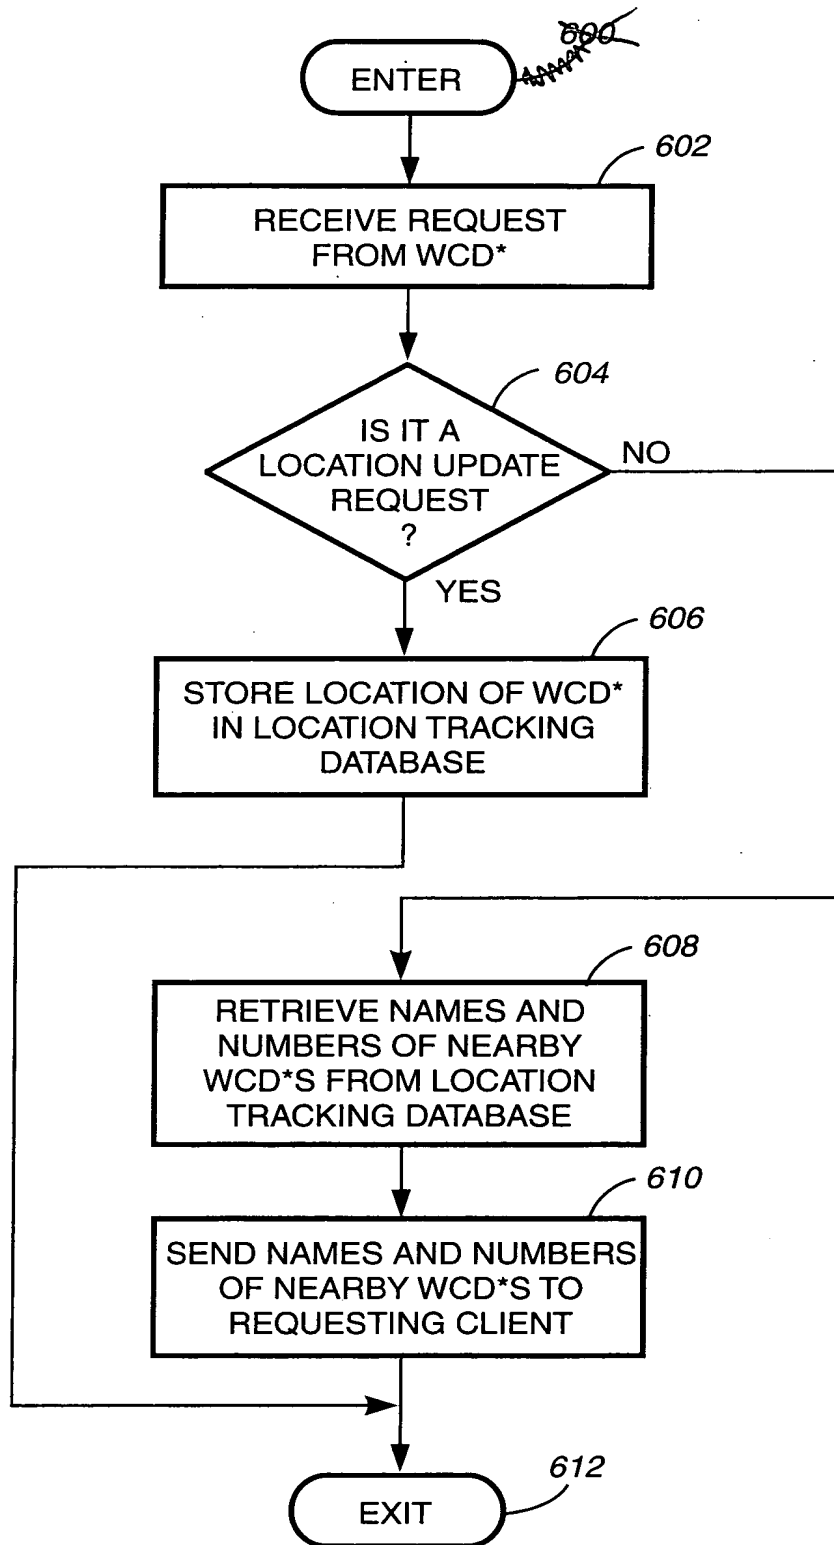 600
ENTER
602
RECEIVE REQUEST
FROM WCD*
604
IS IT A
LOCATION UPDATE
REQUEST
?
NO
YES
606
STORE LOCATION OF WCD*
IN LOCATION TRACKING
DATABASE
608
RETRIEVE NAMES AND
NUMBERS OF NEARBY
WCD*S FROM LOCATION
TRACKING DATABASE
610
SEND NAMES AND NUMBERS
OF NEARBY WCD*S TO
REQUESTING CLIENT
612
EXIT